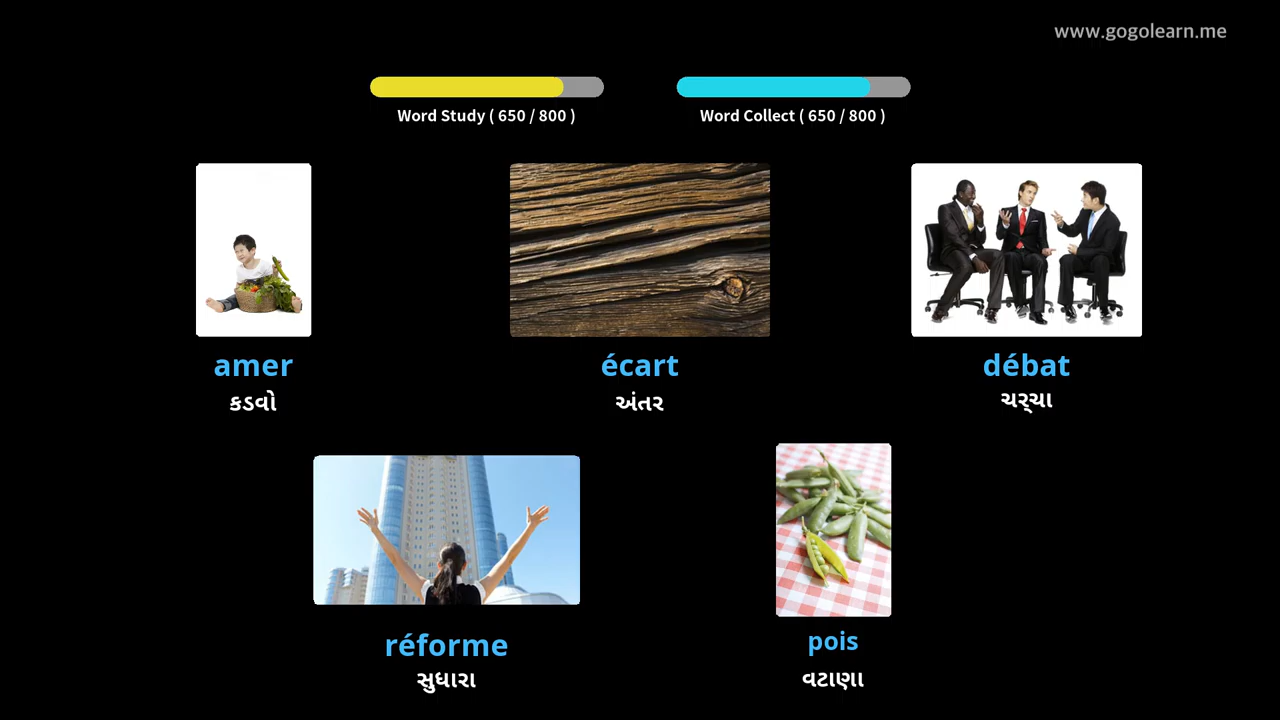 www.gogolearn.me
Word Study ( 650 / 800 )
Word Collect ( 650 / 800 )
amer
écart
débat
કડવો
અંતર
ચર્ચા
réforme
pois
સુધારા
વટાણા